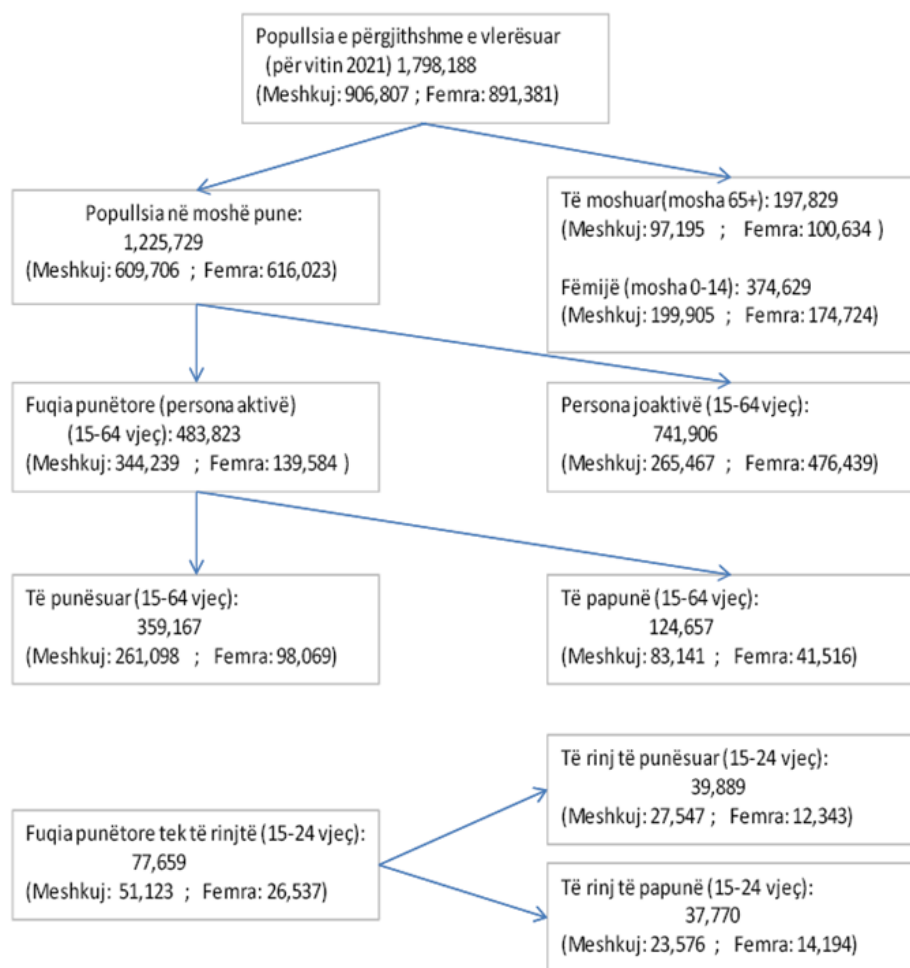 Popullsia e përgjithshme e vlerësuar
(për vitin 2021) 1,798,188
(Meshkuj: 906,807 ; Femra: 891,381)
Popullsia në moshë pune:
1,225,729
(Meshkuj: 609,706 ; Femra: 616,023)
Të moshuar(mosha 65+): 197,829
(Meshkuj: 97,195 ; Femra: 100,634 )
Fëmijë (mosha 0-14): 374,629
(Meshkuj: 199,905 ; Femra: 174,724)
Fuqia punëtore (persona aktivë)
(15-64 vjeç): 483,823
(Meshkuj: 344,239 ; Femra: 139,584 )
Persona joaktivë (15-64 vjeç):
741,906
(Meshkuj: 265,467 ; Femra: 476,439)
Të punësuar (15-64 vjeç):
359,167
(Meshkuj: 261,098 ; Femra: 98,069)
Të papunë (15-64 vjeç):
124,657
(Meshkuj: 83,141 ; Femra: 41,516)
Fuqia punëtore tek të rinjtë (15-24 vjeç):
77,659
(Meshkuj: 51,123 ; Femra: 26,537)
Të rinj të punësuar (15-24 vjeç):
39,889
(Meshkuj: 27,547 ; Femra: 12,343)
Të rinj të papunë (15-24 vjeç):
37,770
(Meshkuj: 23,576 ; Femra: 14,194)